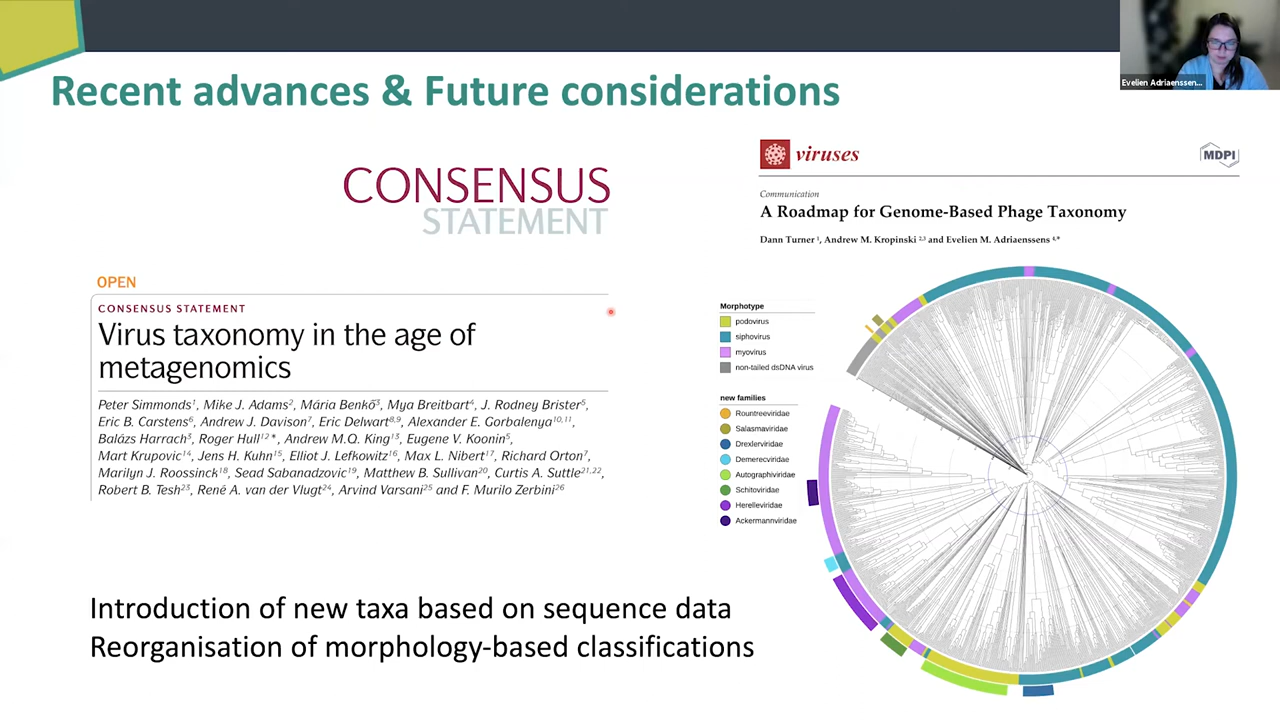 Recent advances & Future considerations
Evelien Adriaenssen...
CONSENSUS
STATEMENT
OPEN
CONSENSUS STATEMENT
Virus taxonomy in the age of
metagenomics
Peter Simmonds¹, Mike J. Adams², Mária Benkő³, Mya Breitbart⁴, J. Rodney Brister⁵,
Eric B. Carstens⁶, Andrew J. Davison⁷, Eric Delwart⁸,⁹, Alexander E. Gorbalenya¹⁰,¹¹,
Balázs Harrach³, Roger Hull¹²*, Andrew M.Q. King¹³, Eugene V. Koonin⁵,
Mart Krupovic¹⁴, Jens H. Kuhn¹⁵, Elliot J. Lefkowitz¹⁶, Max L. Nibert¹⁷, Richard Orton⁷,
Marilyn J. Roossinck¹⁸, Sead Sabanadzovic¹⁹, Matthew B. Sullivan²⁰, Curtis A. Suttle²¹,²²,
Robert B. Tesh²³, René A. van der Vlugt²⁴, Arvind Varsani²⁵ and F. Murilo Zerbini²⁶
viruses
MDPI
Communication
A Roadmap for Genome-Based Phage Taxonomy
Dann Turner ¹, Andrew M. Kropinski ²,³ and Evelien M. Adriaenssens ⁴,*
Morphotype
podovirus
siphovirus
myovirus
non-tailed dsDNA virus
new families
Rountreeviridae
Salasmaviridae
Drexlerviridae
Demerecviridae
Autographiviridae
Schitoviridae
Herelleviridae
Ackermannviridae
Introduction of new taxa based on sequence data
Reorganisation of morphology-based classifications